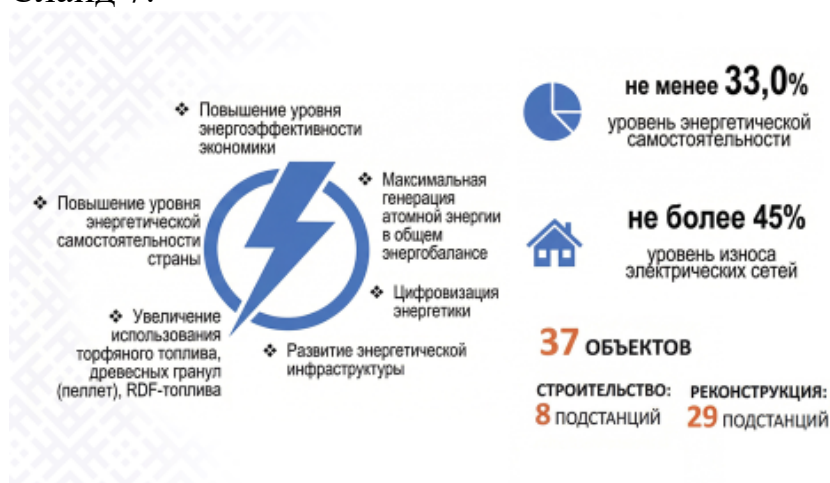 Слайд 7.
❖ Повышение уровня
энергоэффективности
экономики
❖ Максимальная
генерация
атомной энергии
в общем
энергобалансе
❖ Повышение уровня
энергетической
самостоятельности
страны
❖ Цифровизация
энергетики
❖ Увеличение
использования
торфяного топлива,
древесных гранул
(пеллет), RDF-топлива
❖ Развитие энергетической
инфраструктуры
не менее 33,0%
уровень энергетической
самостоятельности
не более 45%
уровень износа
электрических сетей
37 ОБЪЕКТОВ
СТРОИТЕЛЬСТВО:
8 ПОДСТАНЦИЙ
РЕКОНСТРУКЦИЯ:
29 ПОДСТАНЦИЙ